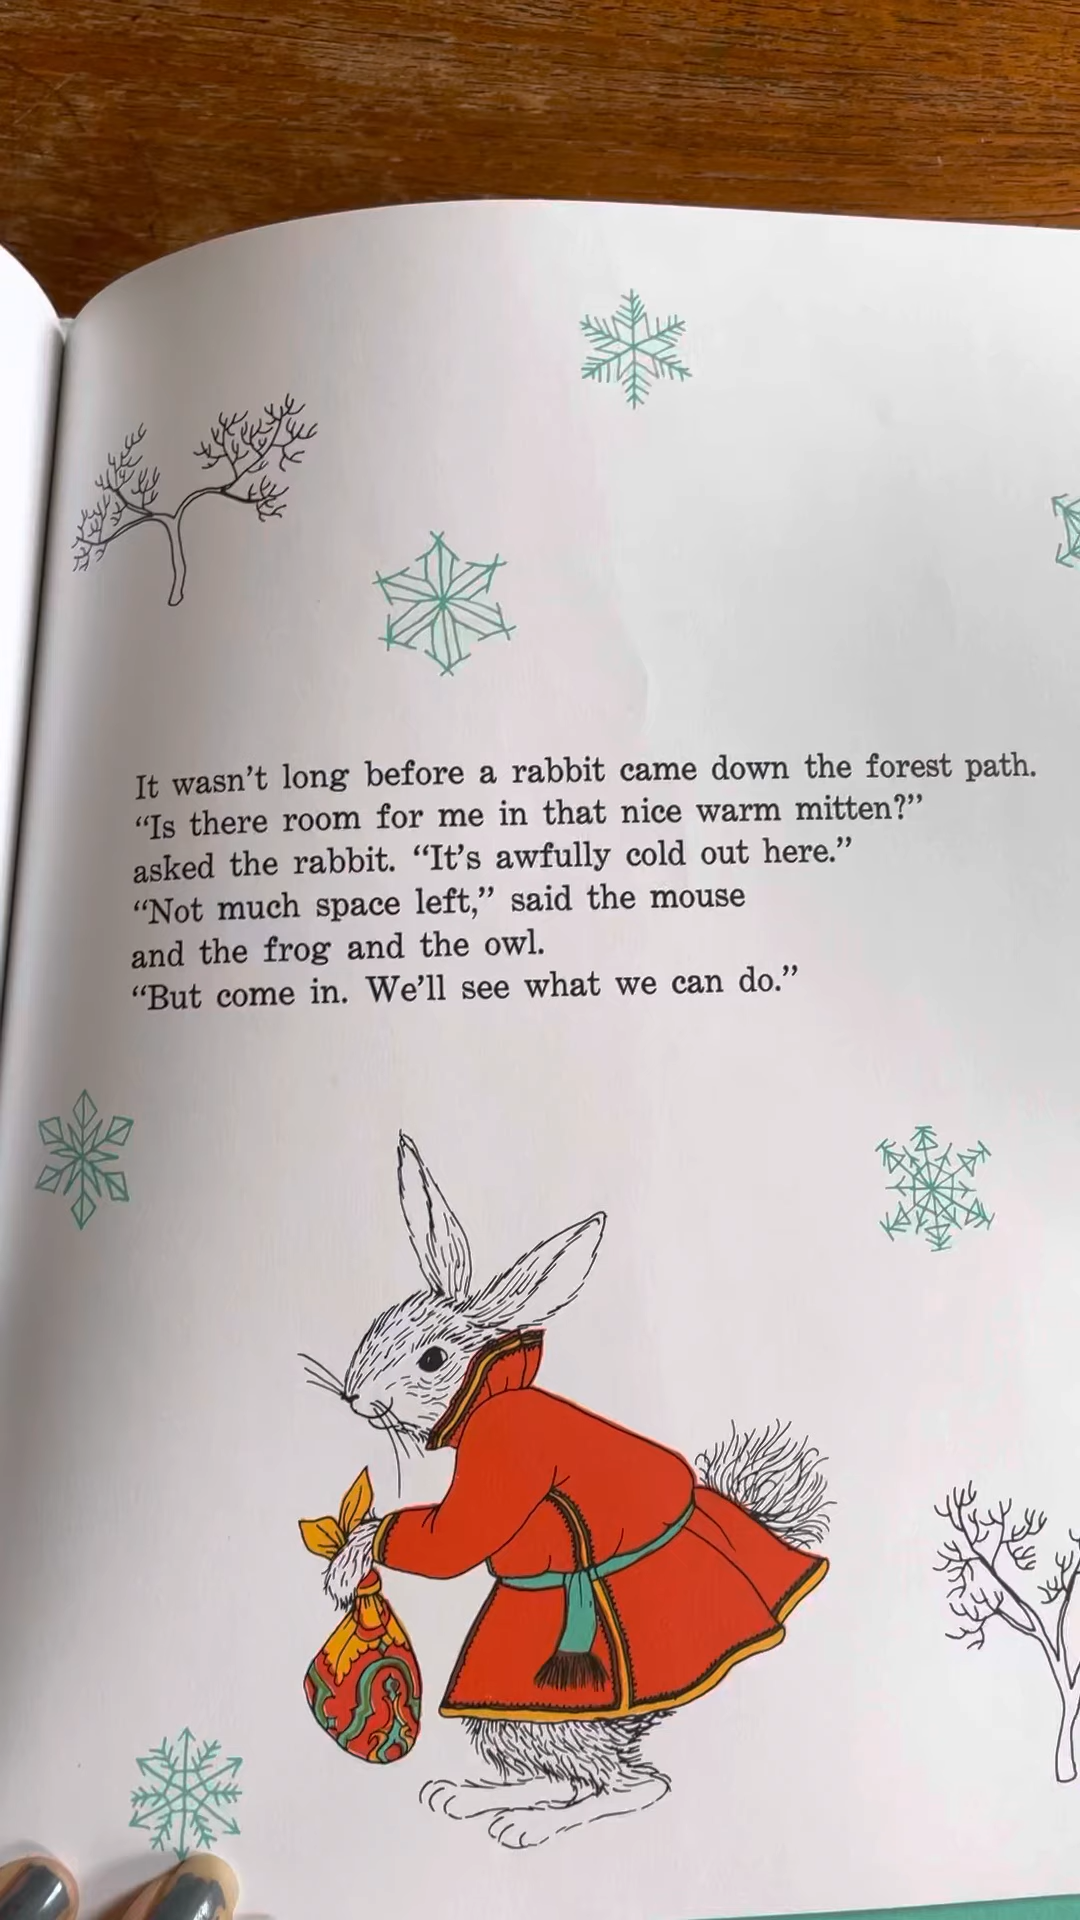 It wasn't long before a rabbit came down the forest path.
“Is there room for me in that nice warm mitten?”
asked the rabbit. “It's awfully cold out here.”
“Not much space left,” said the mouse
and the frog and the owl.
“But come in. We'll see what we can do.”